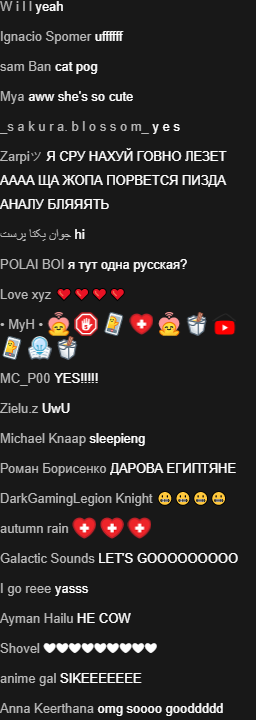 W i l l yeah
Ignacio Spomer uffffff
sam Ban cat pog
Mya aww she's so cute
_s a k u r a. b l o s s o m_ y e s
Zarpiツ Я СРУ НАХУЙ ГОВНО ЛЕЗЕТ
АААА ЩА ЖОПА ПОРВЕТСЯ ПИЗДА
АНАЛУ БЛЯЯЯТЬ
جوان یکتا پرست hi
POLAI BOI я тут одна русская?
Love xyz ❤❤❤❤
• MyH •
MC_P00 YES!!!!!
Zielu.z UwU
Michael Knaap sleepieng
Роман Борисенко ДАРОВА ЕГИПТЯНЕ
DarkGamingLegion Knight 😬😬😬😬
autumn rain
Galactic Sounds LET'S GOOOOOOOOO
I go reee yasss
Ayman Hailu HE COW
Shovel 🤍🤍🤍🤍🤍🤍🤍🤍🤍
anime gal SIKEEEEEEE
Anna Keerthana omg soooo gooddddd